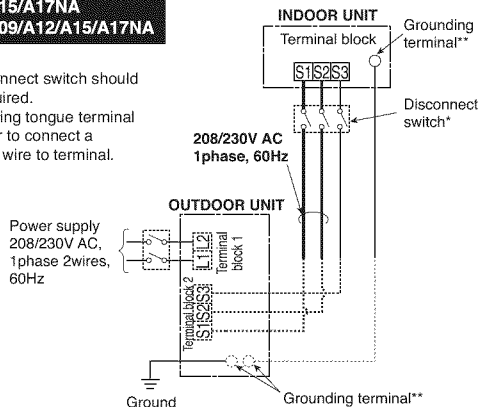 15/A17NA
09/A12/A15/A17NA
nnect switch should
uired.
ring tongue terminal
r to connect a
wire to terminal.
INDOOR UNIT
Terminal block
S1 S2 S3
Grounding
terminal**
Disconnect
switch*
208/230V AC
1phase, 60Hz
OUTDOOR UNIT
Power supply
208/230V AC,
1phase 2wires,
60Hz
L1 L2
Terminal
block 1
Terminal block 2
S1 S2 S3
Ground
Grounding terminal**